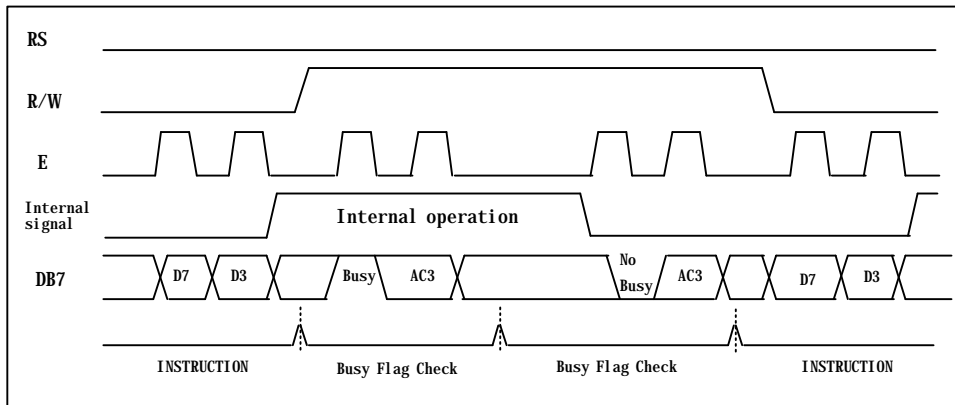 RS
R/W
E
Internal signal
Internal operation
DB7
D7
D3
Busy
AC3
No
Busy
AC3
D7
D3
INSTRUCTION
Busy Flag Check
Busy Flag Check
INSTRUCTION